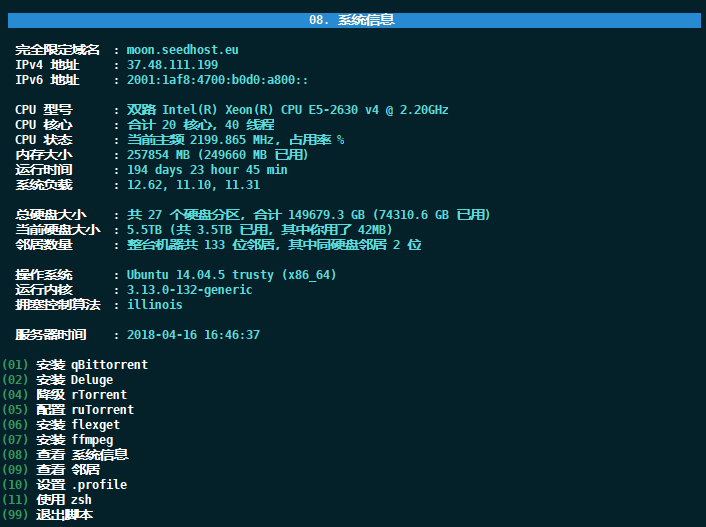 08. 系统信息
完全限定域名 : moon.seedhost.eu
IPv4 地址 : 37.48.111.199
IPv6 地址 : 2001:1af8:4700:b0d0:a800::
CPU 型号 : 双路 Intel(R) Xeon(R) CPU E5-2630 v4 @ 2.20GHz
CPU 核心 : 合计 20 核心, 40 线程
CPU 状态 : 当前主频 2199.865 MHz, 占用率 %
内存大小 : 257854 MB (249660 MB 已用)
运行时间 : 194 days 23 hour 45 min
系统负载 : 12.62, 11.10, 11.31
总硬盘大小 : 共 27 个硬盘分区, 合计 149679.3 GB (74310.6 GB 已用)
当前硬盘大小 : 5.5TB (共 3.5TB 已用, 其中你用了 42MB)
邻居数量 : 整台机器共 133 位邻居, 其中同硬盘邻居 2 位
操作系统 : Ubuntu 14.04.5 trusty (x86_64)
运行内核 : 3.13.0-132-generic
拥塞控制算法 : illinois
服务器时间 : 2018-04-16 16:46:37
(01) 安装 qBittorrent
(02) 安装 Deluge
(04) 降级 rTorrent
(05) 配置 ruTorrent
(06) 安装 flexget
(07) 安装 ffmpeg
(08) 查看 系统信息
(09) 查看 邻居
(10) 设置 .profile
(11) 使用 zsh
(99) 退出脚本